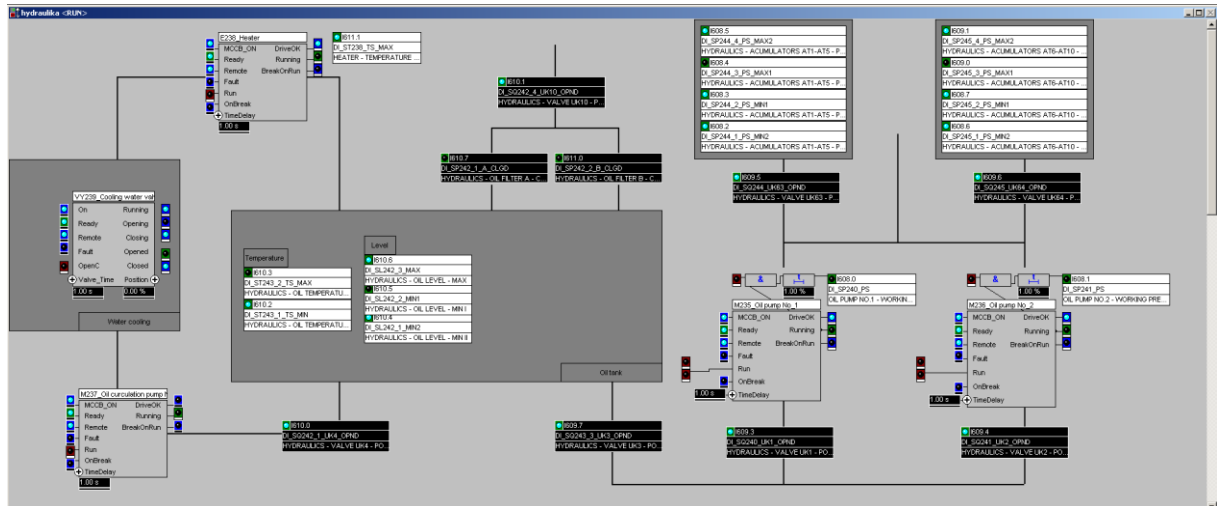 hydraulika <RUN>
E238_Heater
MCCB_ON DriveOK
Ready Running
Remote BreakOnRun
Fault
Run
OnBreak
TimeDelay
1.00 s
I611.1
DI_ST238_TS_MAX
HEATER - TEMPERATURE ...
I610.1
DI_SQ242_4_UK10_OPND
HYDRAULICS - VALVE UK10 - P...
I608.5
DI_SP244_4_PS_MAX2
HYDRAULICS - ACUMULATORS AT1-AT5 - P...
I608.4
DI_SP244_3_PS_MAX1
HYDRAULICS - ACUMULATORS AT1-AT5 - P...
I608.3
DI_SP244_2_PS_MIN1
HYDRAULICS - ACUMULATORS AT1-AT5 - P...
I608.2
DI_SP244_1_PS_MIN2
HYDRAULICS - ACUMULATORS AT1-AT5 - P...
I609.1
DI_SP245_4_PS_MAX2
HYDRAULICS - ACUMULATORS AT6-AT10 - ...
I609.0
DI_SP245_3_PS_MAX1
HYDRAULICS - ACUMULATORS AT6-AT10 - ...
I608.7
DI_SP245_2_PS_MIN1
HYDRAULICS - ACUMULATORS AT6-AT10 - ...
I608.6
DI_SP245_1_PS_MIN2
HYDRAULICS - ACUMULATORS AT6-AT10 - ...
I610.7
DI_SP242_1_A_CLGD
HYDRAULICS - OIL FILTER A - C...
I611.0
DI_SP242_2_B_CLGD
HYDRAULICS - OIL FILTER B - C...
I609.5
DI_SQ244_UK63_OPND
HYDRAULICS - VALVE UK63 - P...
I609.6
DI_SQ245_UK64_OPND
HYDRAULICS - VALVE UK64 - P...
VY239_Cooling water val
On Running
Ready Opening
Remote Closing
Fault Opened
OpenC Closed
Valve_Time Position
1.00 s 0.00 %
Water cooling
Temperature
I610.3
DI_ST243_2_TS_MAX
HYDRAULICS - OIL TEMPERATU...
I610.2
DI_ST243_1_TS_MIN
HYDRAULICS - OIL TEMPERATU...
Level
I610.6
DI_SL242_3_MAX
HYDRAULICS - OIL LEVEL - MAX
I610.5
DI_SL242_2_MIN1
HYDRAULICS - OIL LEVEL - MIN I
I610.4
DI_SL242_1_MIN2
HYDRAULICS - OIL LEVEL - MIN II
Oil tank
&
1.00 %
I608.0
DI_SP240_PS
OIL PUMP NO.1 - WORKIN...
M235_Oil pump No_1
MCCB_ON DriveOK
Ready Running
Remote BreakOnRun
Fault
Run
OnBreak
TimeDelay
1.00 s
&
1.00 %
I608.1
DI_SP241_PS
OIL PUMP NO.2 - WORKING PRE...
M236_Oil pump No_2
MCCB_ON DriveOK
Ready Running
Remote BreakOnRun
Fault
Run
OnBreak
TimeDelay
1.00 s
M237_Oil curculation pump
MCCB_ON DriveOK
Ready Running
Remote BreakOnRun
Fault
Run
OnBreak
TimeDelay
1.00 s
I610.0
DI_SQ242_1_UK4_OPND
HYDRAULICS - VALVE UK4 - PO...
I609.7
DI_SQ243_3_UK3_OPND
HYDRAULICS - VALVE UK3 - PO...
I609.3
DI_SQ240_UK1_OPND
HYDRAULICS - VALVE UK1 - PO...
I609.4
DI_SQ241_UK2_OPND
HYDRAULICS - VALVE UK2 - PO...